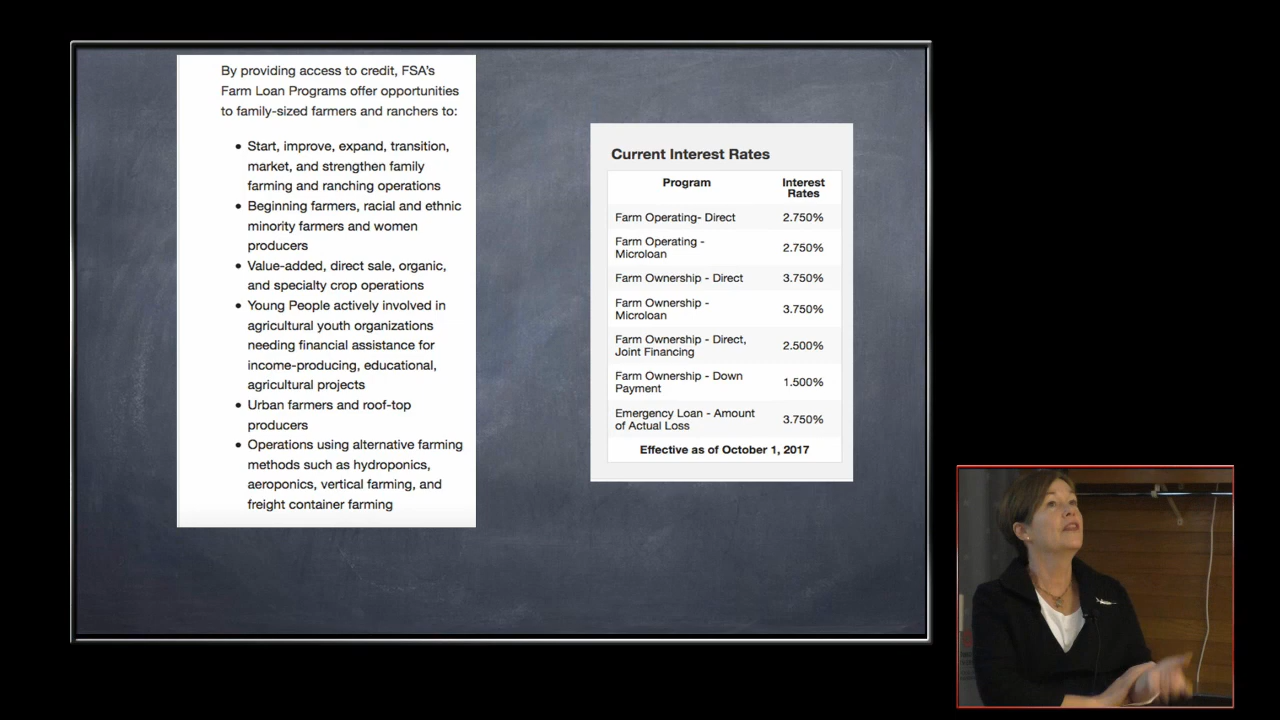 By providing access to credit, FSA's
Farm Loan Programs offer opportunities
to family-sized farmers and ranchers to:
• Start, improve, expand, transition,
market, and strengthen family
farming and ranching operations
• Beginning farmers, racial and ethnic
minority farmers and women
producers
• Value-added, direct sale, organic,
and specialty crop operations
• Young People actively involved in
agricultural youth organizations
needing financial assistance for
income-producing, educational,
agricultural projects
• Urban farmers and roof-top
producers
• Operations using alternative farming
methods such as hydroponics,
aeroponics, vertical farming, and
freight container farming
Current Interest Rates
Program Interest
Rates
Farm Operating- Direct 2.750%
Farm Operating -
Microloan 2.750%
Farm Ownership - Direct 3.750%
Farm Ownership -
Microloan 3.750%
Farm Ownership - Direct,
Joint Financing 2.500%
Farm Ownership - Down
Payment 1.500%
Emergency Loan - Amount
of Actual Loss 3.750%
Effective as of October 1, 2017